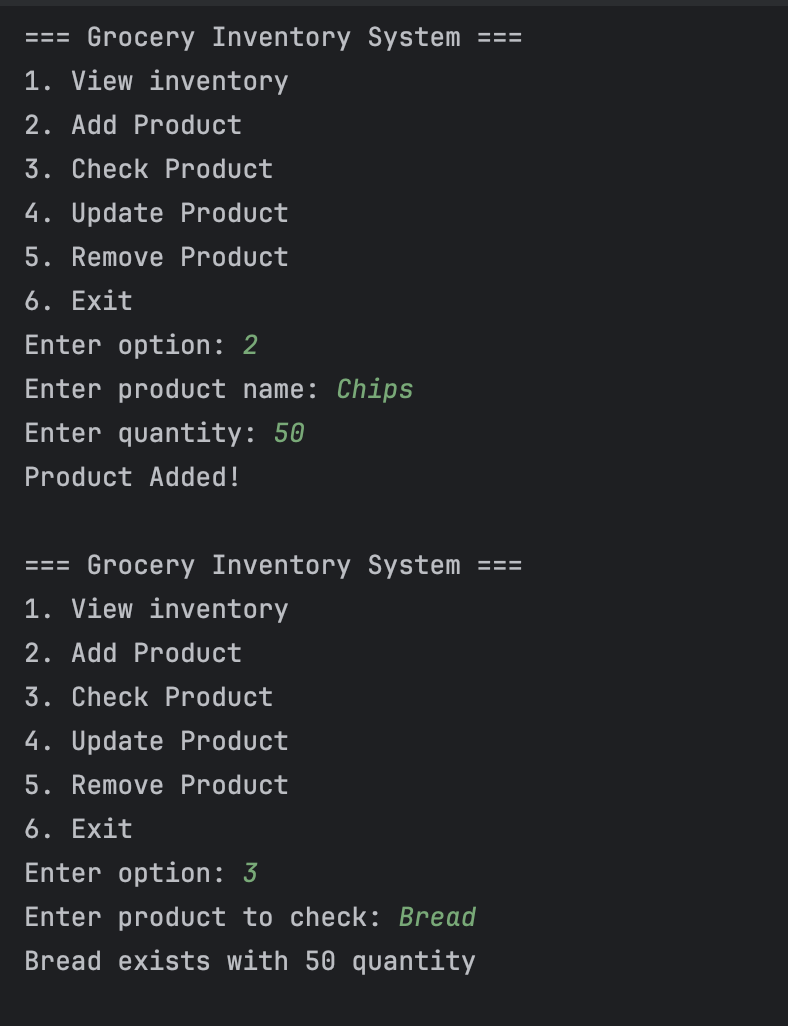 === Grocery Inventory System ===
1. View inventory
2. Add Product
3. Check Product
4. Update Product
5. Remove Product
6. Exit
Enter option: 2
Enter product name: Chips
Enter quantity: 50
Product Added!
=== Grocery Inventory System ===
1. View inventory
2. Add Product
3. Check Product
4. Update Product
5. Remove Product
6. Exit
Enter option: 3
Enter product to check: Bread
Bread exists with 50 quantity